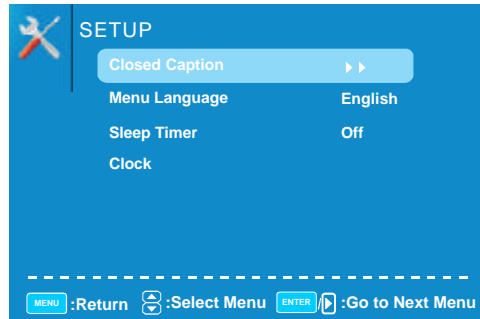 SETUP
Closed Caption
Menu Language English
Sleep Timer Off
Clock
MENU :Return :Select Menu ENTER / :Go to Next Menu